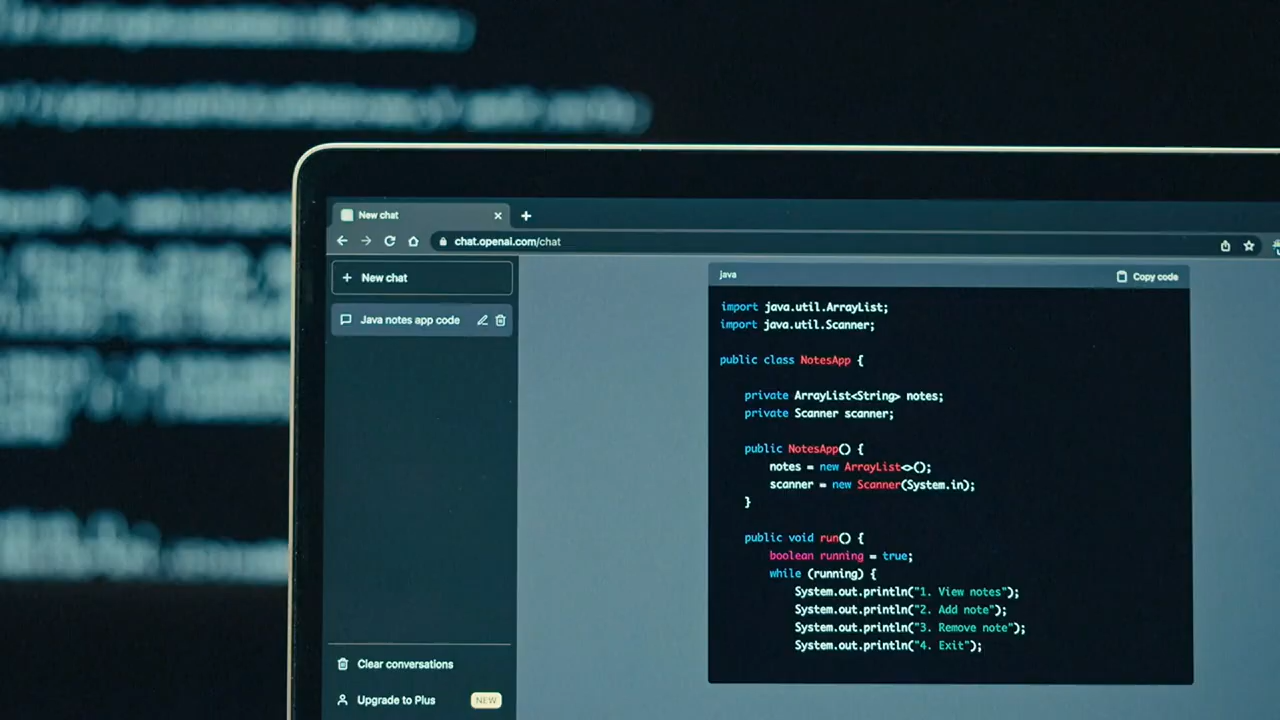 New chat
chat.openai.com/chat
New chat
Java notes app code
Clear conversations
Upgrade to Plus NEW
java Copy code
import java.util.ArrayList;
import java.util.Scanner;
public class NotesApp {
private ArrayList<String> notes;
private Scanner scanner;
public NotesApp() {
notes = new ArrayList<>();
scanner = new Scanner(System.in);
}
public void run() {
boolean running = true;
while (running) {
System.out.println("1. View notes");
System.out.println("2. Add note");
System.out.println("3. Remove note");
System.out.println("4. Exit");